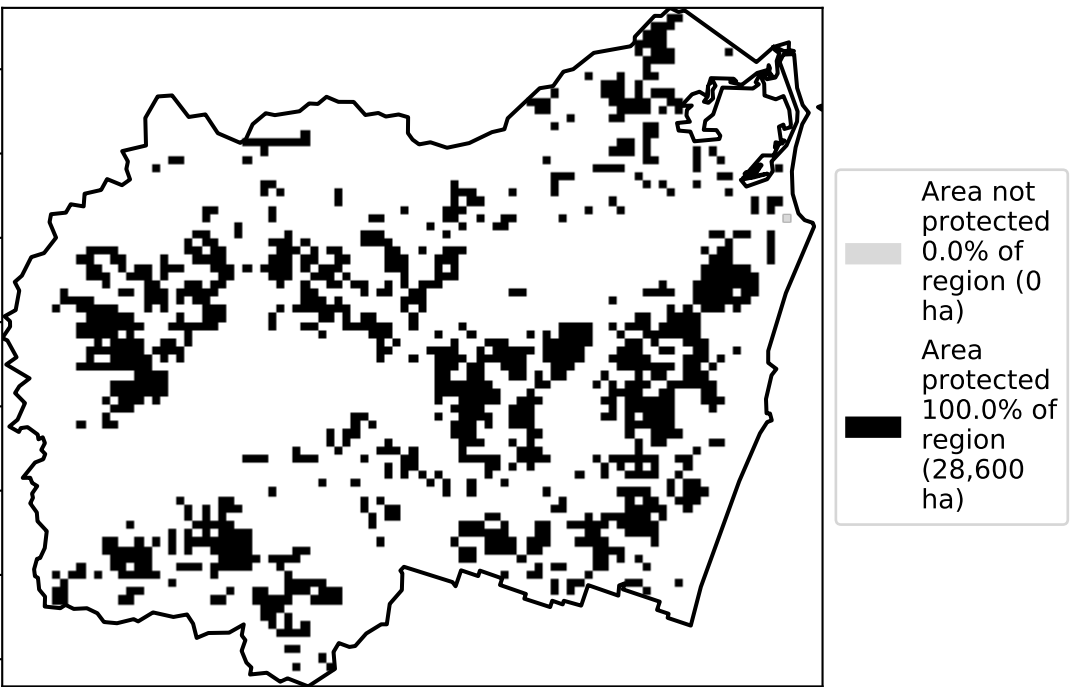 Area not
protected
0.0% of
region (0
ha)
Area
protected
100.0% of
region
(28,600
ha)